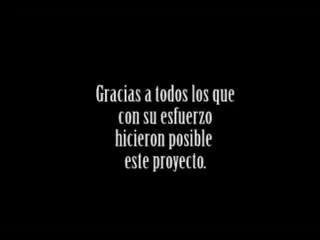 Gracias a todos los que
con su esfuerzo
hicieron posible
este proyecto.